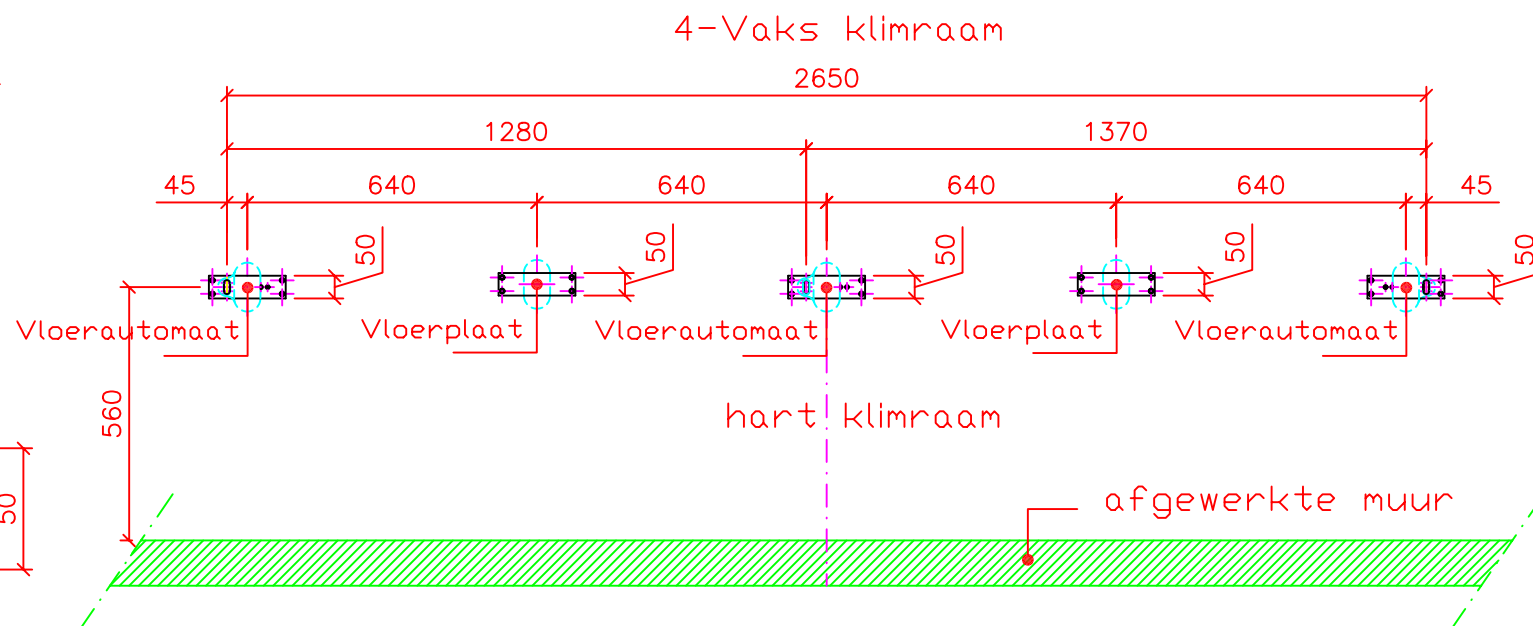 4-Vaks klimraam
2650
1280 1370
45 640 640 640 640 45
50 50 50 50 50
Vloerautomaat Vloerplaat Vloerautomaat Vloerplaat Vloerautomaat
560
hart klimraam
50
afgewerkte muur